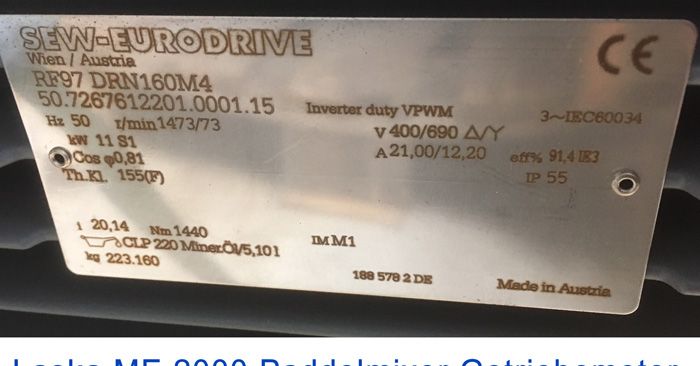 SEW-EURODRIVE
CE
Wien / Austria
RF97 DRN160M4
50.7267612201.0001.15 Inverter duty VPWM 3~IEC60034
Hz 50 r/min 1473/73 V 400/690 Δ/Y
kW 11 S1 A 21,00/12,20 eff% 91,4 IE3
Cos φ0,81 IP 55
Th.Kl. 155(F)
i 20,14 Nm 1440 IM M1
CLP 220 Miner.Öl/5,10 l
kg 223.160 188 578 2 DE Made in Austria